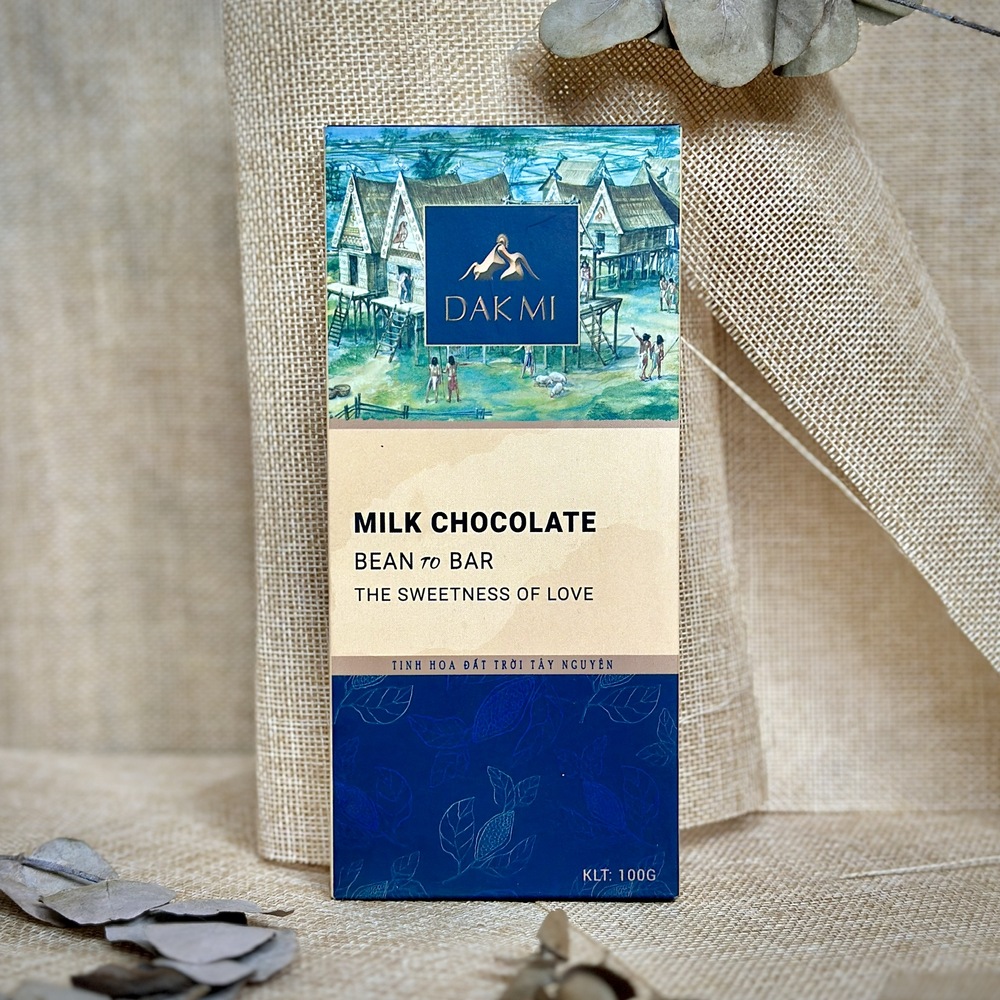 DAK MI
MILK CHOCOLATE
BEAN TO BAR
THE SWEETNESS OF LOVE
TINH HOA ĐẤT TRỜI TÂY NGUYÊN
KLT: 100G